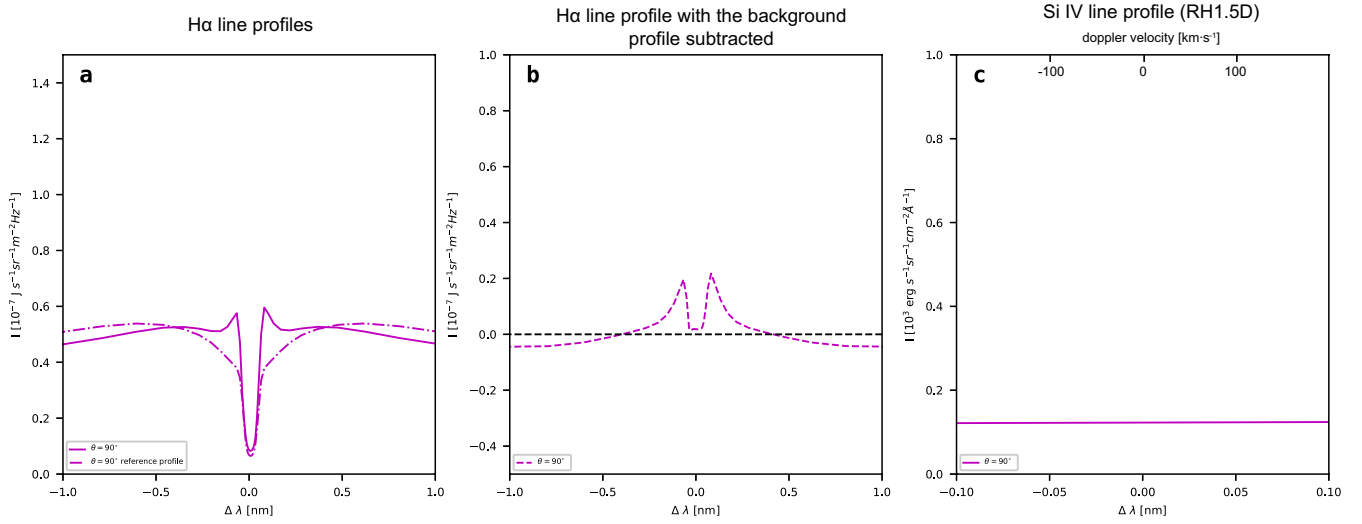 Hα line profiles
a
1.4
1.2
1.0
0.8
0.6
0.4
0.2
0.0
I [10⁻⁷ J s⁻¹sr⁻¹m⁻²Hz⁻¹]
θ = 90°
θ = 90° reference profile
−1.0 −0.5 0.0 0.5 1.0
Δ λ [nm]
Hα line profile with the background
profile subtracted
b
1.0
0.8
0.6
0.4
0.2
0.0
−0.2
−0.4
I [10⁻⁷ J s⁻¹sr⁻¹m⁻²Hz⁻¹]
θ = 90°
−1.0 −0.5 0.0 0.5 1.0
Δ λ [nm]
Si IV line profile (RH1.5D)
doppler velocity [km·s⁻¹]
-100 0 100
c
1.0
0.8
0.6
0.4
0.2
0.0
I [10³ erg s⁻¹sr⁻¹cm⁻²Å⁻¹]
θ = 90°
−0.10 −0.05 0.00 0.05 0.10
Δ λ [nm]